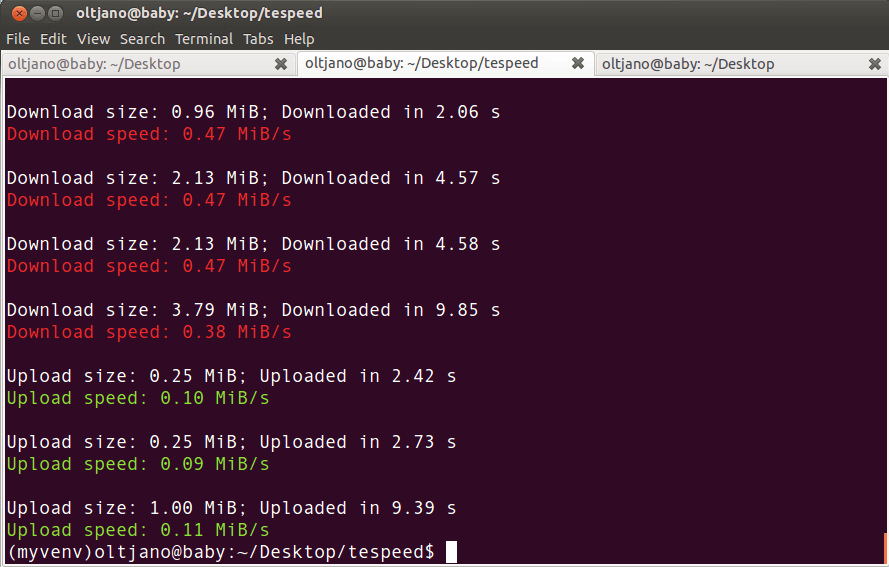 oltjano@baby: ~/Desktop/tespeed
File Edit View Search Terminal Tabs Help
oltjano@baby: ~/Desktop oltjano@baby: ~/Desktop/tespeed oltjano@baby: ~/Desktop
Download size: 0.96 MiB; Downloaded in 2.06 s
Download speed: 0.47 MiB/s
Download size: 2.13 MiB; Downloaded in 4.57 s
Download speed: 0.47 MiB/s
Download size: 2.13 MiB; Downloaded in 4.58 s
Download speed: 0.47 MiB/s
Download size: 3.79 MiB; Downloaded in 9.85 s
Download speed: 0.38 MiB/s
Upload size: 0.25 MiB; Uploaded in 2.42 s
Upload speed: 0.10 MiB/s
Upload size: 0.25 MiB; Uploaded in 2.73 s
Upload speed: 0.09 MiB/s
Upload size: 1.00 MiB; Uploaded in 9.39 s
Upload speed: 0.11 MiB/s
(myvenv)oltjano@baby:~/Desktop/tespeed$